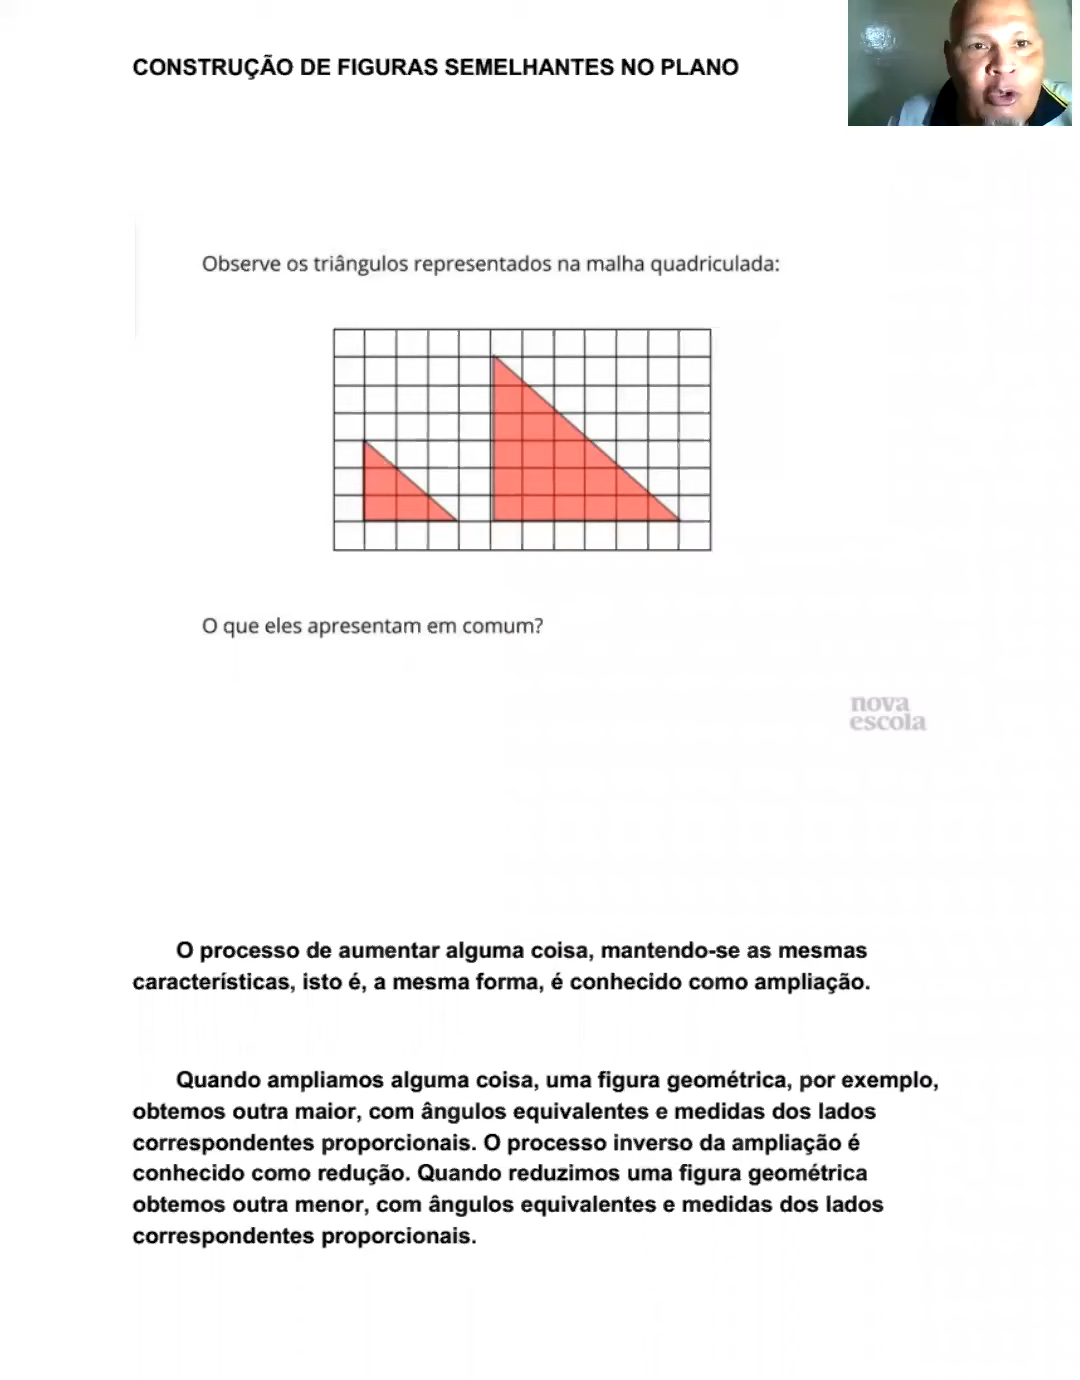 CONSTRUÇÃO DE FIGURAS SEMELHANTES NO PLANO
Observe os triângulos representados na malha quadriculada:
O que eles apresentam em comum?
nova
escola
O processo de aumentar alguma coisa, mantendo-se as mesmas
características, isto é, a mesma forma, é conhecido como ampliação.
Quando ampliamos alguma coisa, uma figura geométrica, por exemplo,
obtemos outra maior, com ângulos equivalentes e medidas dos lados
correspondentes proporcionais. O processo inverso da ampliação é
conhecido como redução. Quando reduzimos uma figura geométrica
obtemos outra menor, com ângulos equivalentes e medidas dos lados
correspondentes proporcionais.